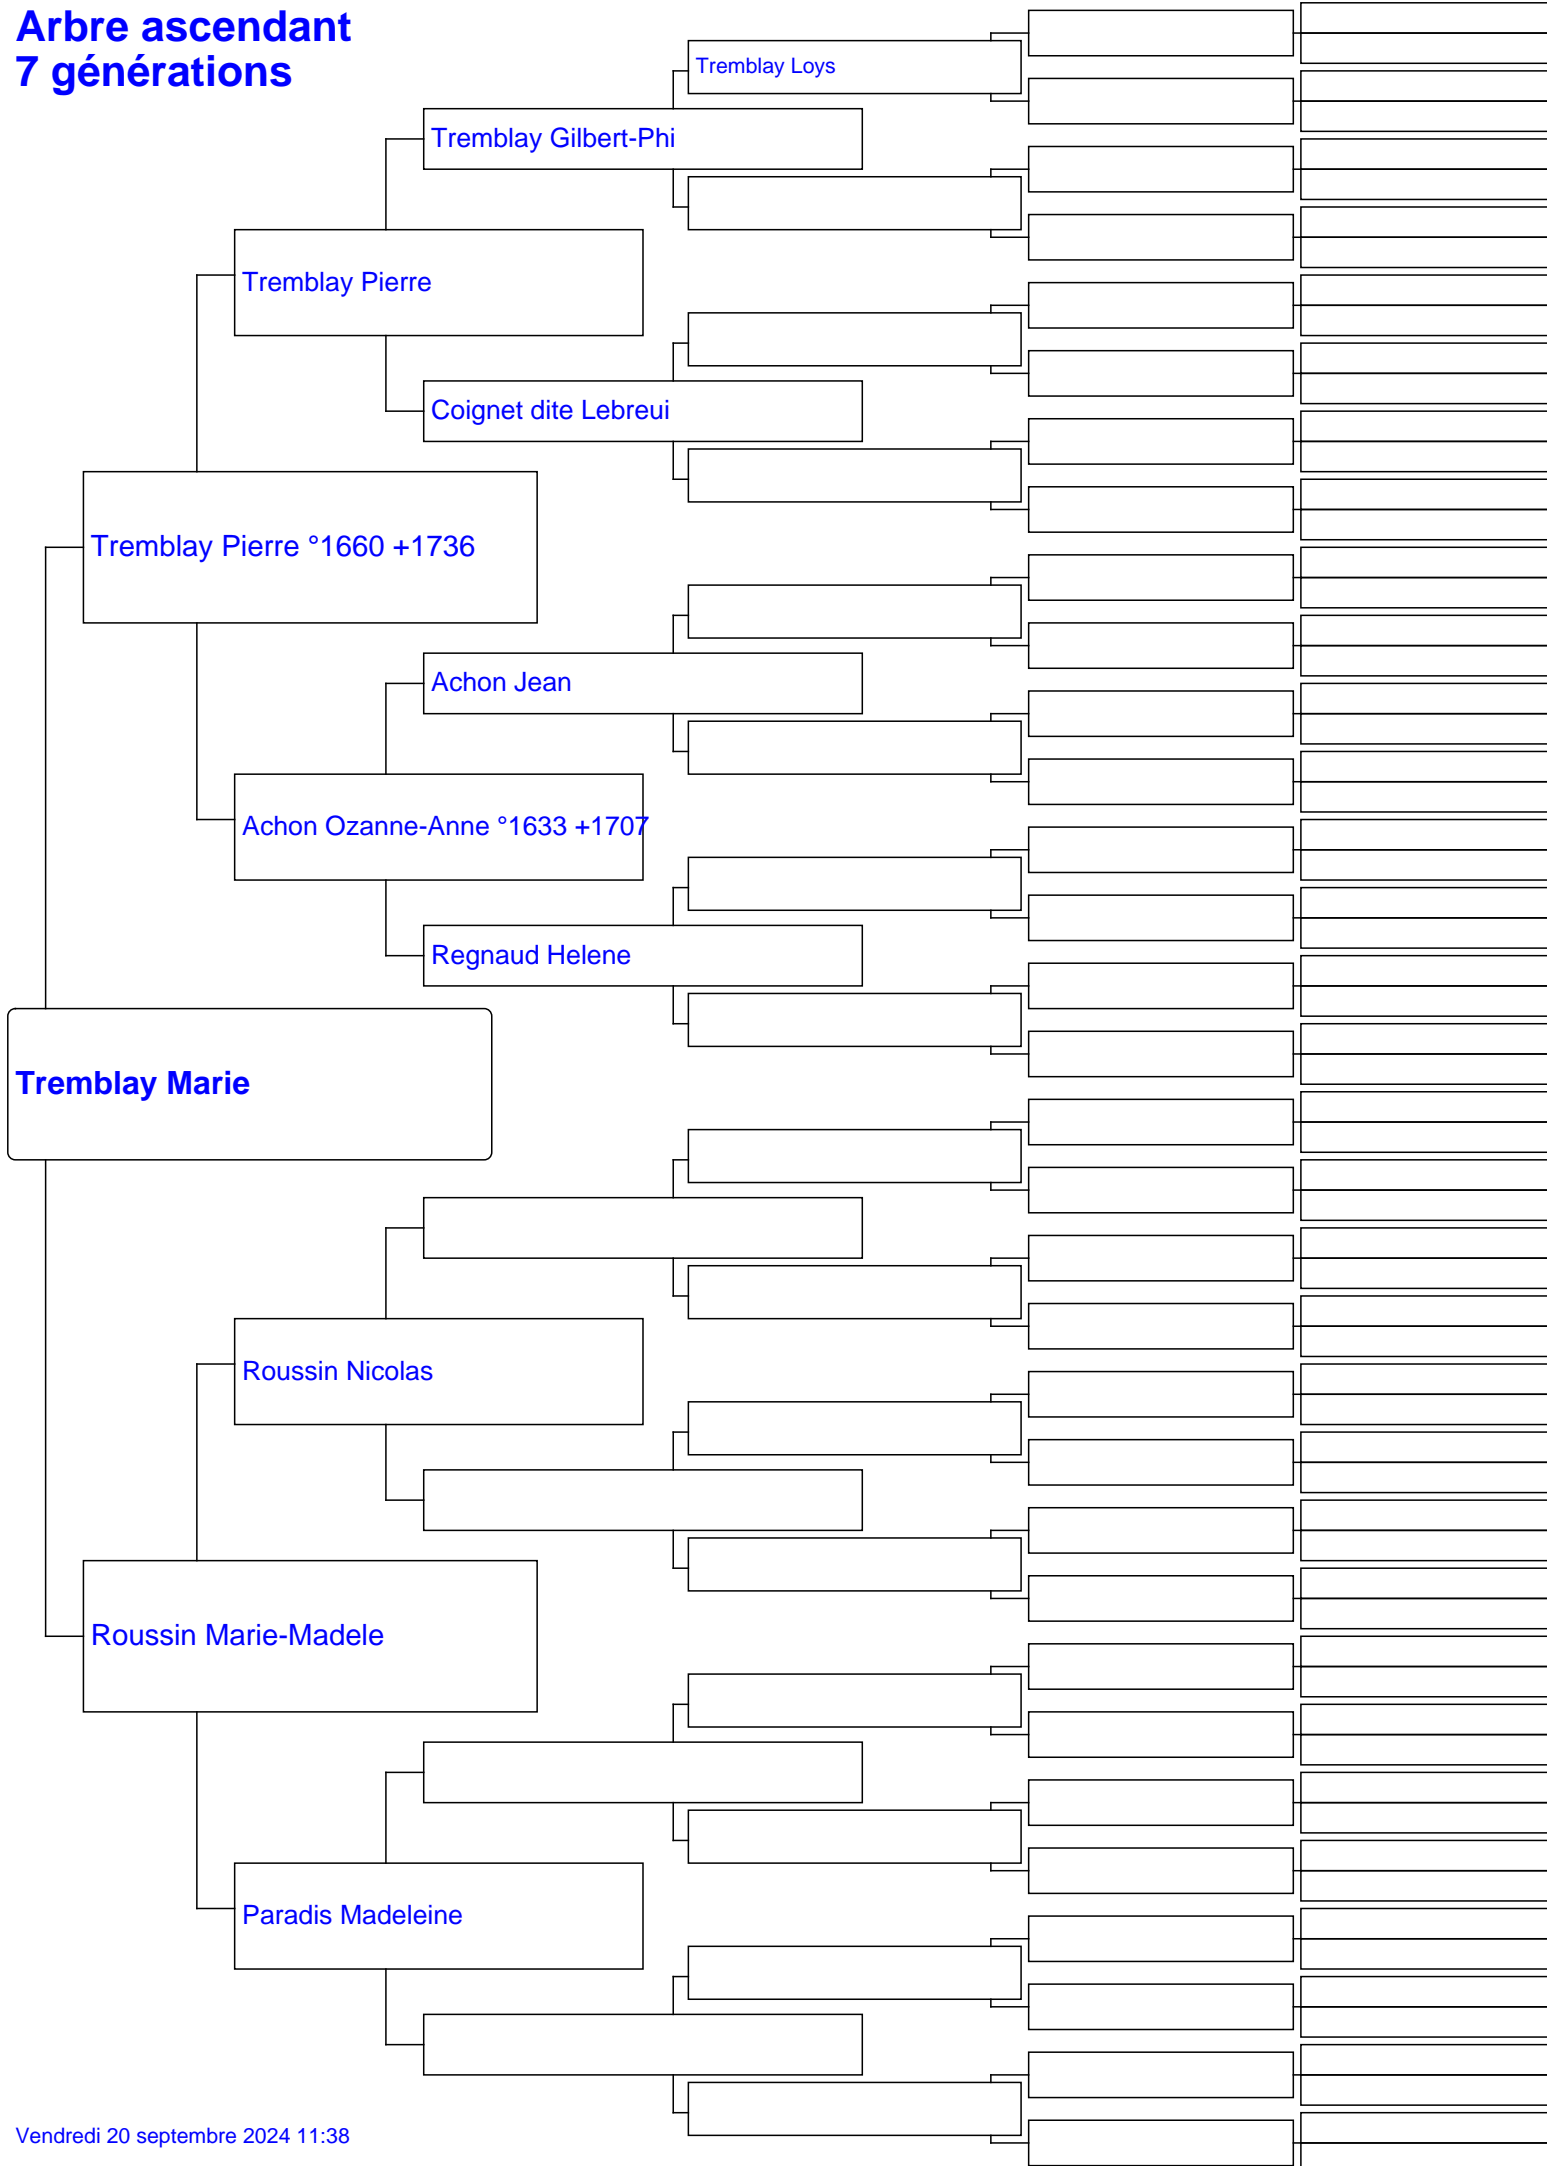 Arbre ascendant
7 générations
Tremblay Loys
Tremblay Gilbert-Phi
Tremblay Pierre
Coignet dite Lebreui
Tremblay Pierre °1660 +1736
Achon Jean
Achon Ozanne-Anne °1633 +1707
Regnaud Helene
Tremblay Marie
Roussin Nicolas
Roussin Marie-Madele
Paradis Madeleine
Vendredi 20 septembre 2024 11:38